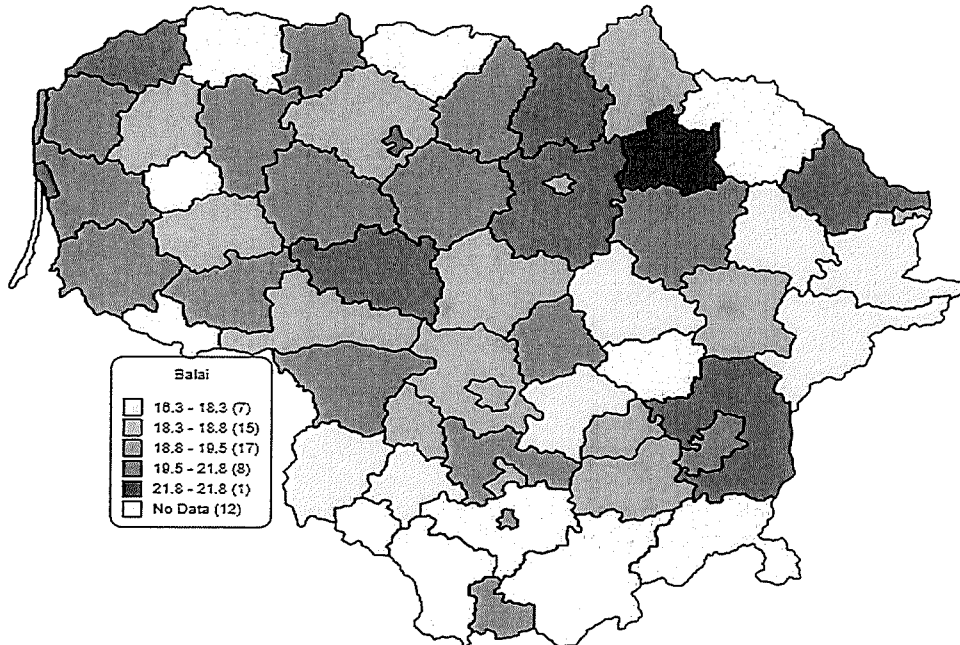 Balai
16.3 - 18.3 (7)
18.3 - 18.8 (15)
18.8 - 19.5 (17)
19.5 - 21.8 (8)
21.8 - 21.8 (1)
No Data (12)